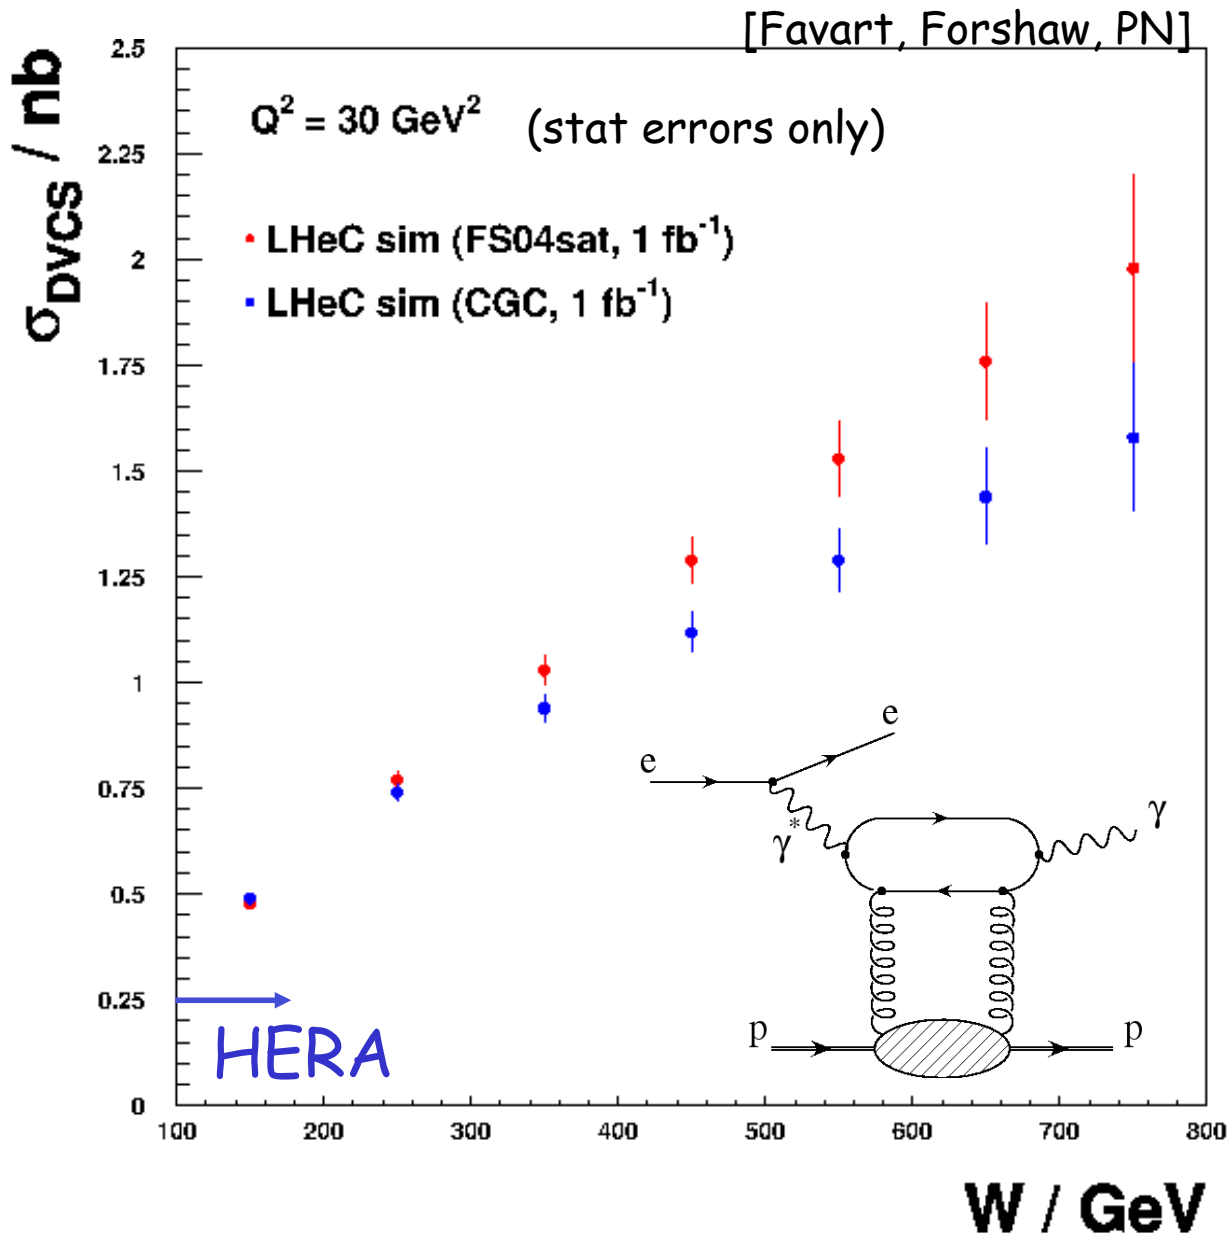 [Favart, Forshaw, PN]
σDVCS / nb
2.5
2.25
2
1.75
1.5
1.25
1
0.75
0.5
0.25
0
Q² = 30 GeV² (stat errors only)
LHeC sim (FS04sat, 1 fb⁻¹)
LHeC sim (CGC, 1 fb⁻¹)
e
e
γ*
γ
p
p
HERA
100 200 300 400 500 600 700 800
W / GeV